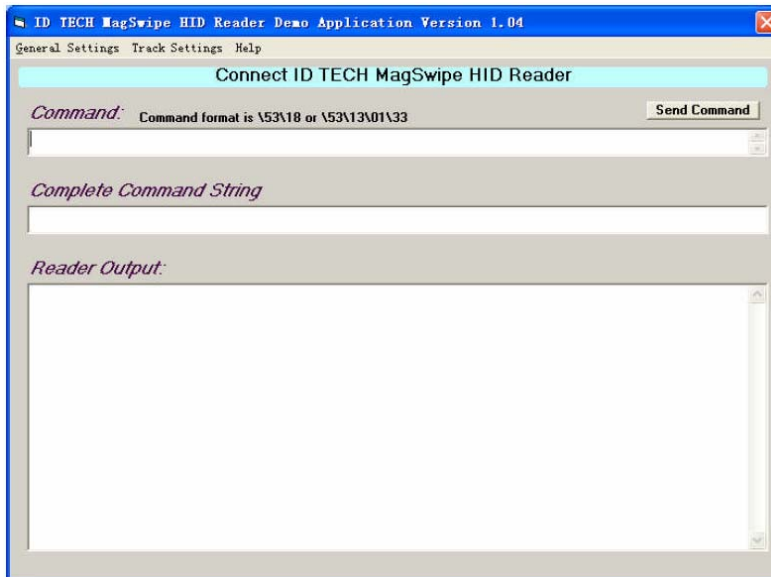 ID TECH MagSwipe HID Reader Demo Application Version 1.04
General Settings Track Settings Help
Connect ID TECH MagSwipe HID Reader
Command: Command format is \53\18 or \53\13\01\33 Send Command
Complete Command String
Reader Output: